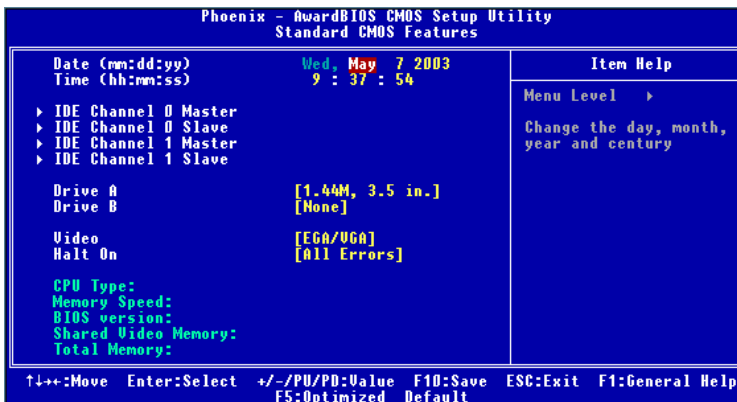 Phoenix - AwardBIOS CMOS Setup Utility
Standard CMOS Features
Date (mm:dd:yy) Wed, May 7 2003
Time (hh:mm:ss) 9 : 37 : 54
IDE Channel 0 Master
IDE Channel 0 Slave
IDE Channel 1 Master
IDE Channel 1 Slave
Drive A [1.44M, 3.5 in.]
Drive B [None]
Video [EGA/VGA]
Halt On [All Errors]
CPU Type:
Memory Speed:
BIOS version:
Shared Video Memory:
Total Memory:
Item Help
Menu Level
Change the day, month,
year and century
↑↓→←:Move Enter:Select +/-/PU/PD:Value F10:Save ESC:Exit F1:General Help
F5:Optimized Default